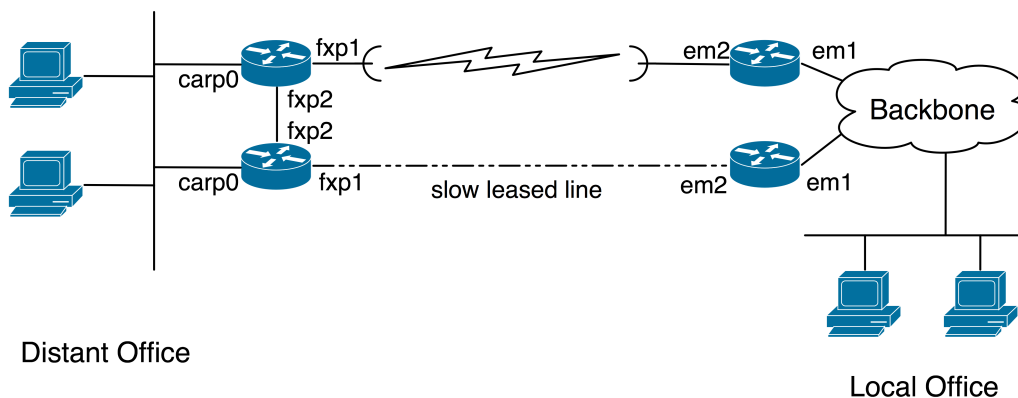 fxp1
em2
em1
carp0
fxp2
Backbone
fxp2
carp0
fxp1
slow leased line
em2
em1
Distant Office
Local Office